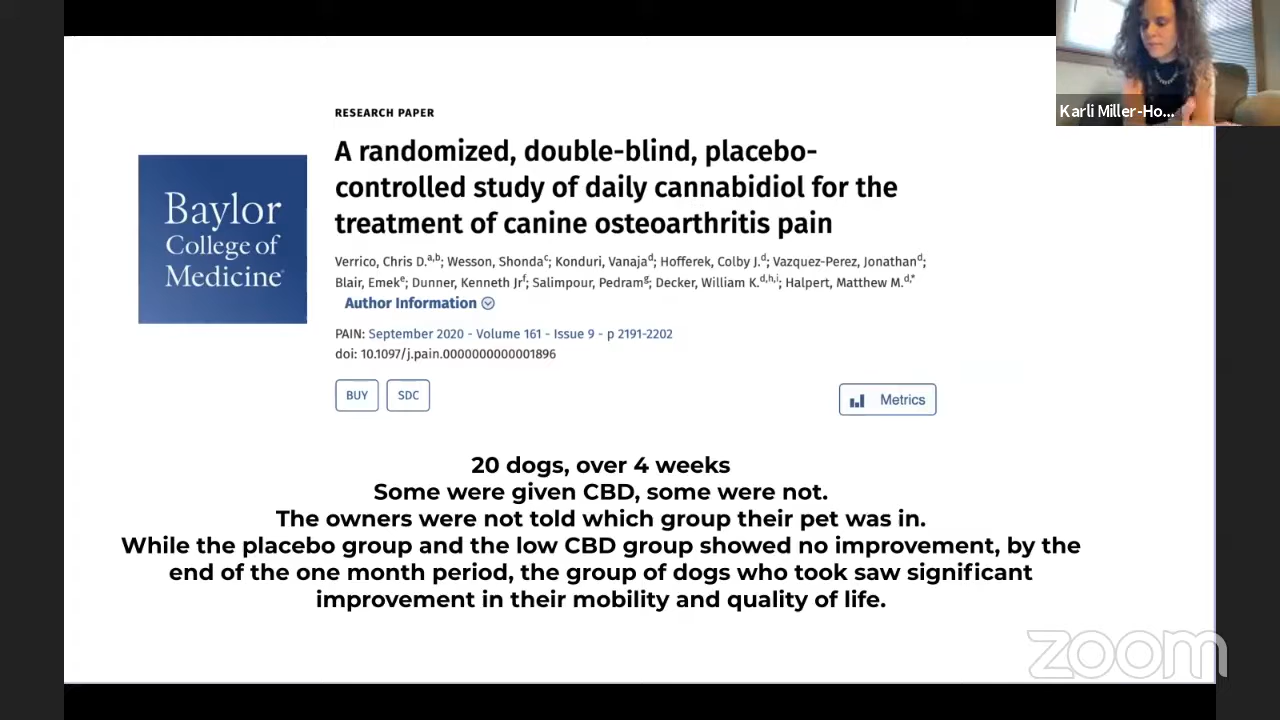 Karli Miller-Ho...
RESEARCH PAPER
A randomized, double-blind, placebo-
controlled study of daily cannabidiol for the
treatment of canine osteoarthritis pain
Baylor
College of
Medicine
Verrico, Chris D.a,b; Wesson, Shondac; Konduri, Vanajad; Hofferek, Colby J.d; Vazquez-Perez, Jonathand;
Blair, Emeke; Dunner, Kenneth Jrf; Salimpour, Pedramg; Decker, William K.d,h,i; Halpert, Matthew M.d,*
Author Information
PAIN: September 2020 - Volume 161 - Issue 9 - p 2191-2202
doi: 10.1097/j.pain.0000000000001896
BUY SDC
Metrics
20 dogs, over 4 weeks
Some were given CBD, some were not.
The owners were not told which group their pet was in.
While the placebo group and the low CBD group showed no improvement, by the
end of the one month period, the group of dogs who took saw significant
improvement in their mobility and quality of life.
zoom